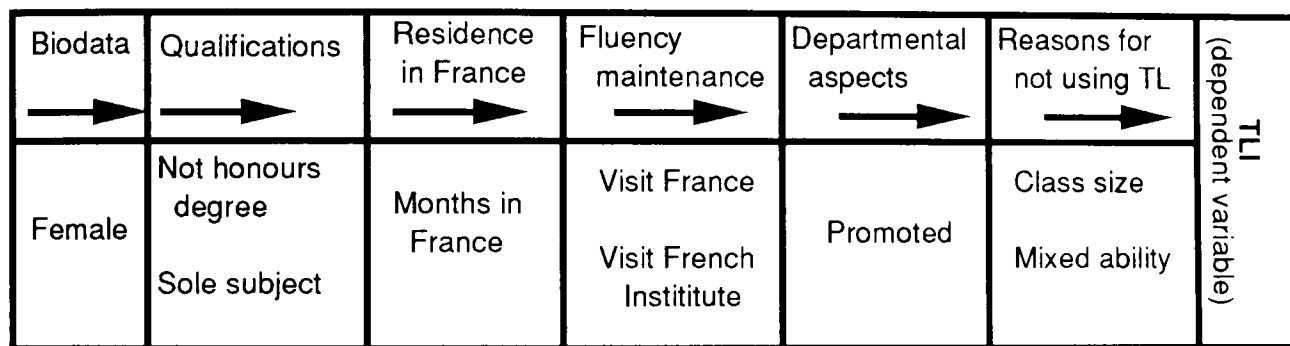 Biodata
Qualifications
Residence
in France
Fluency
maintenance
Departmental
aspects
Reasons for
not using TL
TLI
(dependent variable)
Female
Not honours
degree
Sole subject
Months in
France
Visit France
Visit French
Instititute
Promoted
Class size
Mixed ability